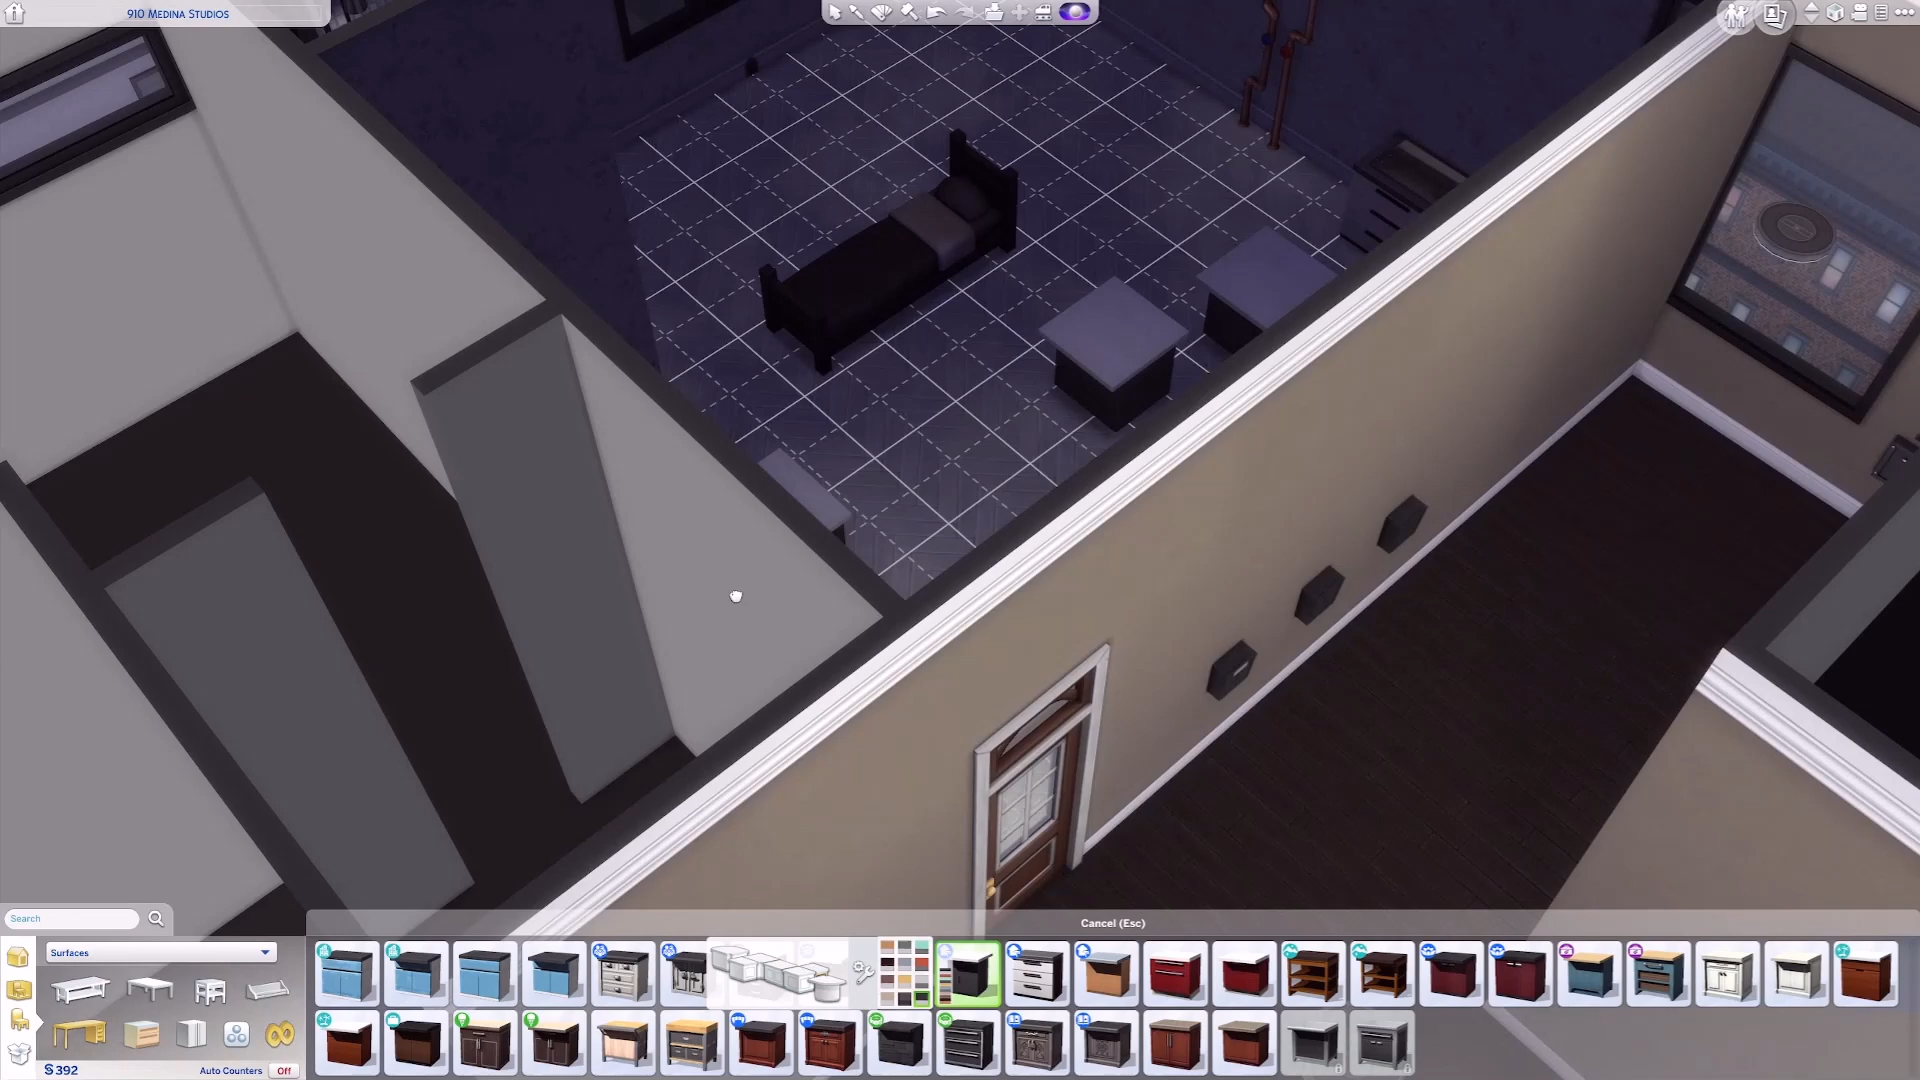 910 Medina Studios
Cancel (Esc)
Search
Surfaces
§392
Auto Counters
Off